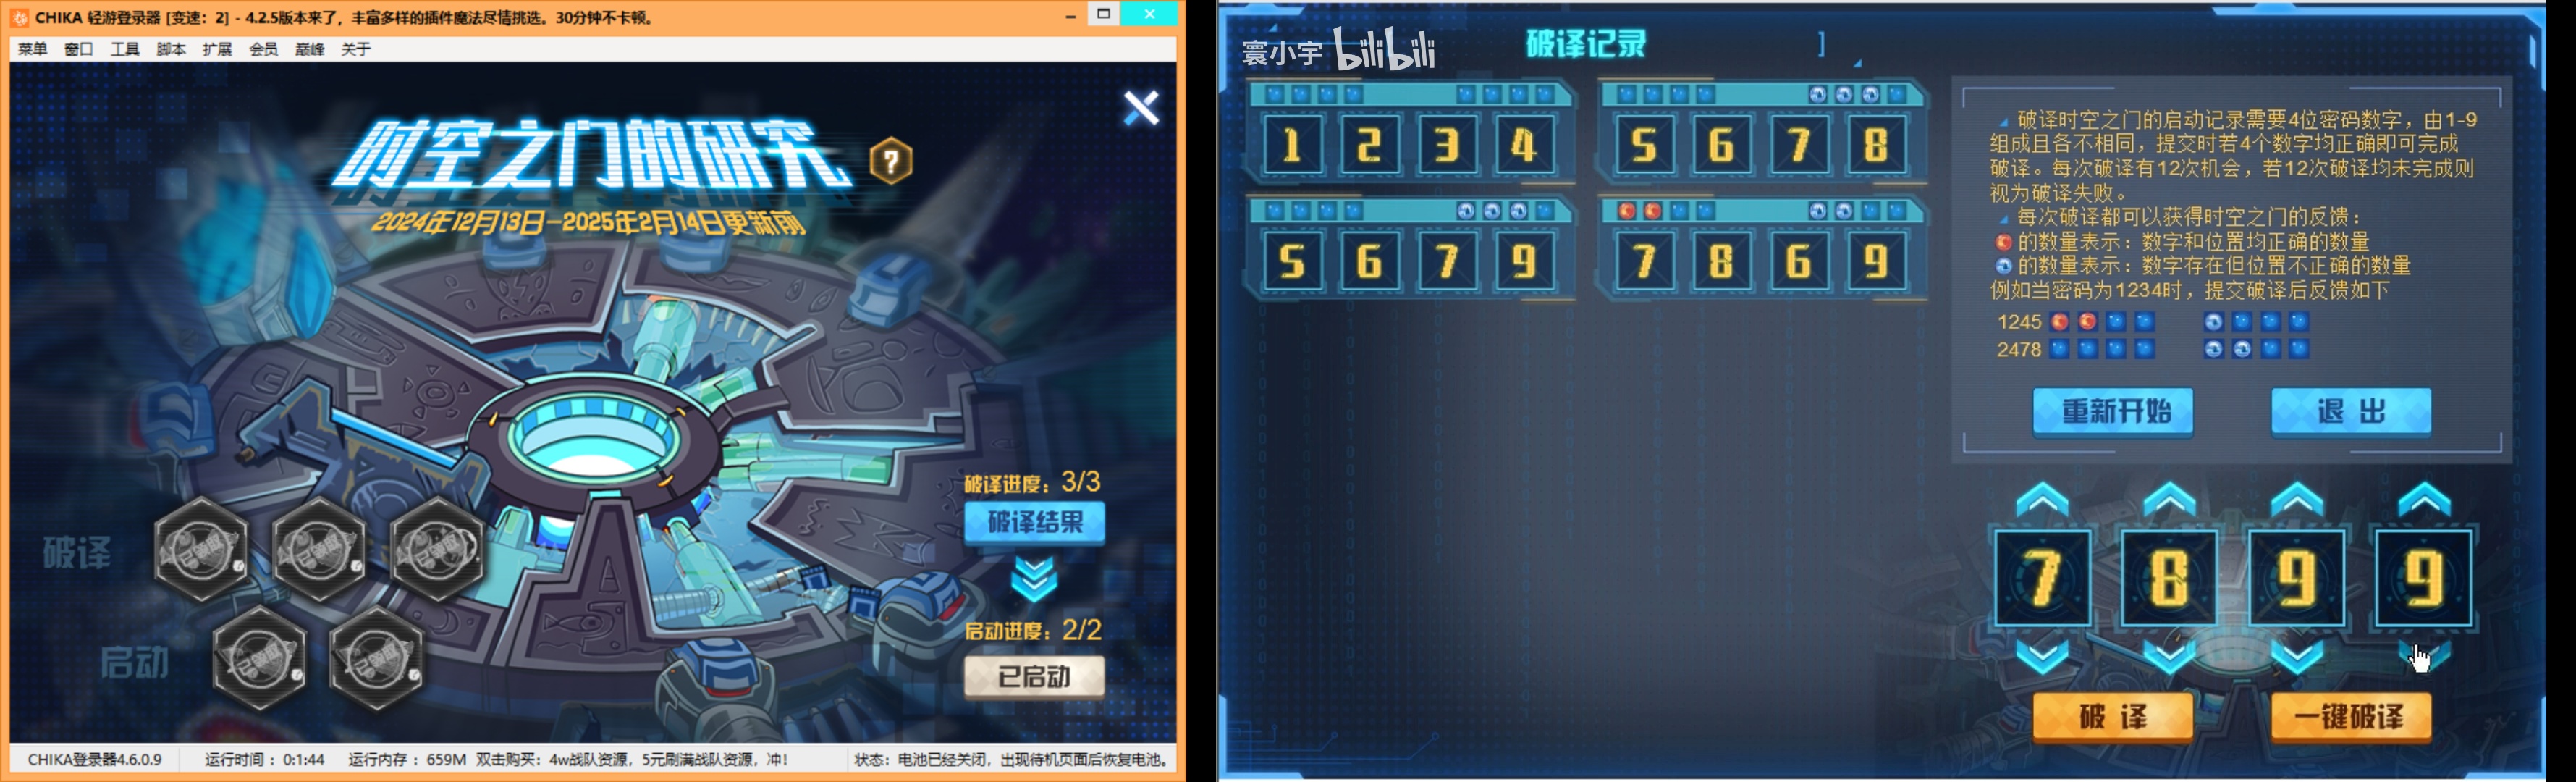 CHIKA 轻游登录器 [变速：2] - 4.2.5版本来了，丰富多样的插件魔法尽情挑选。30分钟不卡顿。
菜单 窗口 工具 脚本 扩展 会员 巅峰 关于
时空之门的研究
?
2024年12月13日-2025年2月14日更新前
破译进度：3/3
破译结果
破译
已领取 已领取 已领取
启动进度：2/2
已启动
启动
已领取 已领取
CHIKA登录器4.6.0.9 运行时间：0:1:44 运行内存：659M 双击购买：4w战队资源，5元刷满战队资源，冲！ 状态：电池已经关闭，出现待机页面后恢复电池。
寰小宇 bilibili
破译记录
]
1 2 3 4
5 6 7 8
5 6 7 9
7 8 6 9
破译时空之门的启动记录需要4位密码数字，由1-9
组成且各不相同，提交时若4个数字均正确即可完成
破译。每次破译有12次机会，若12次破译均未完成则
视为破译失败。
每次破译都可以获得时空之门的反馈：
的数量表示：数字和位置均正确的数量
的数量表示：数字存在但位置不正确的数量
例如当密码为1234时，提交破译后反馈如下
1245
2478
重新开始 退 出
7 8 9 9
破 译 一键破译